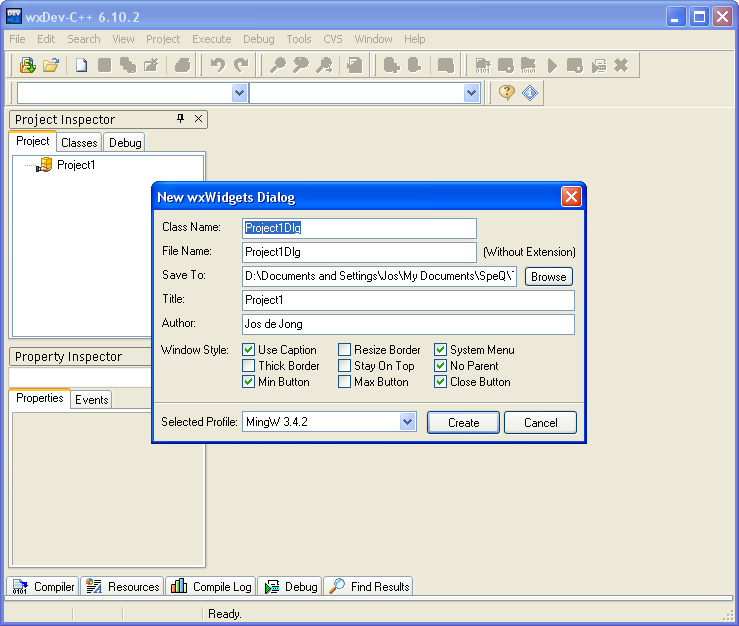 wxDev-C++ 6.10.2
File Edit Search View Project Execute Debug Tools CVS Window Help
Project Inspector
Project Classes Debug
Project1
New wxWidgets Dialog
Class Name: Project1Dlg
File Name: Project1Dlg (Without Extension)
Save To: D:\Documents and Settings\Jos\My Documents\SpeQ\ Browse
Title: Project1
Author: Jos de Jong
Window Style: Use Caption Resize Border System Menu
Thick Border Stay On Top No Parent
Min Button Max Button Close Button
Selected Profile: MingW 3.4.2 Create Cancel
Property Inspector
Properties Events
Compiler Resources Compile Log Debug Find Results
Ready.